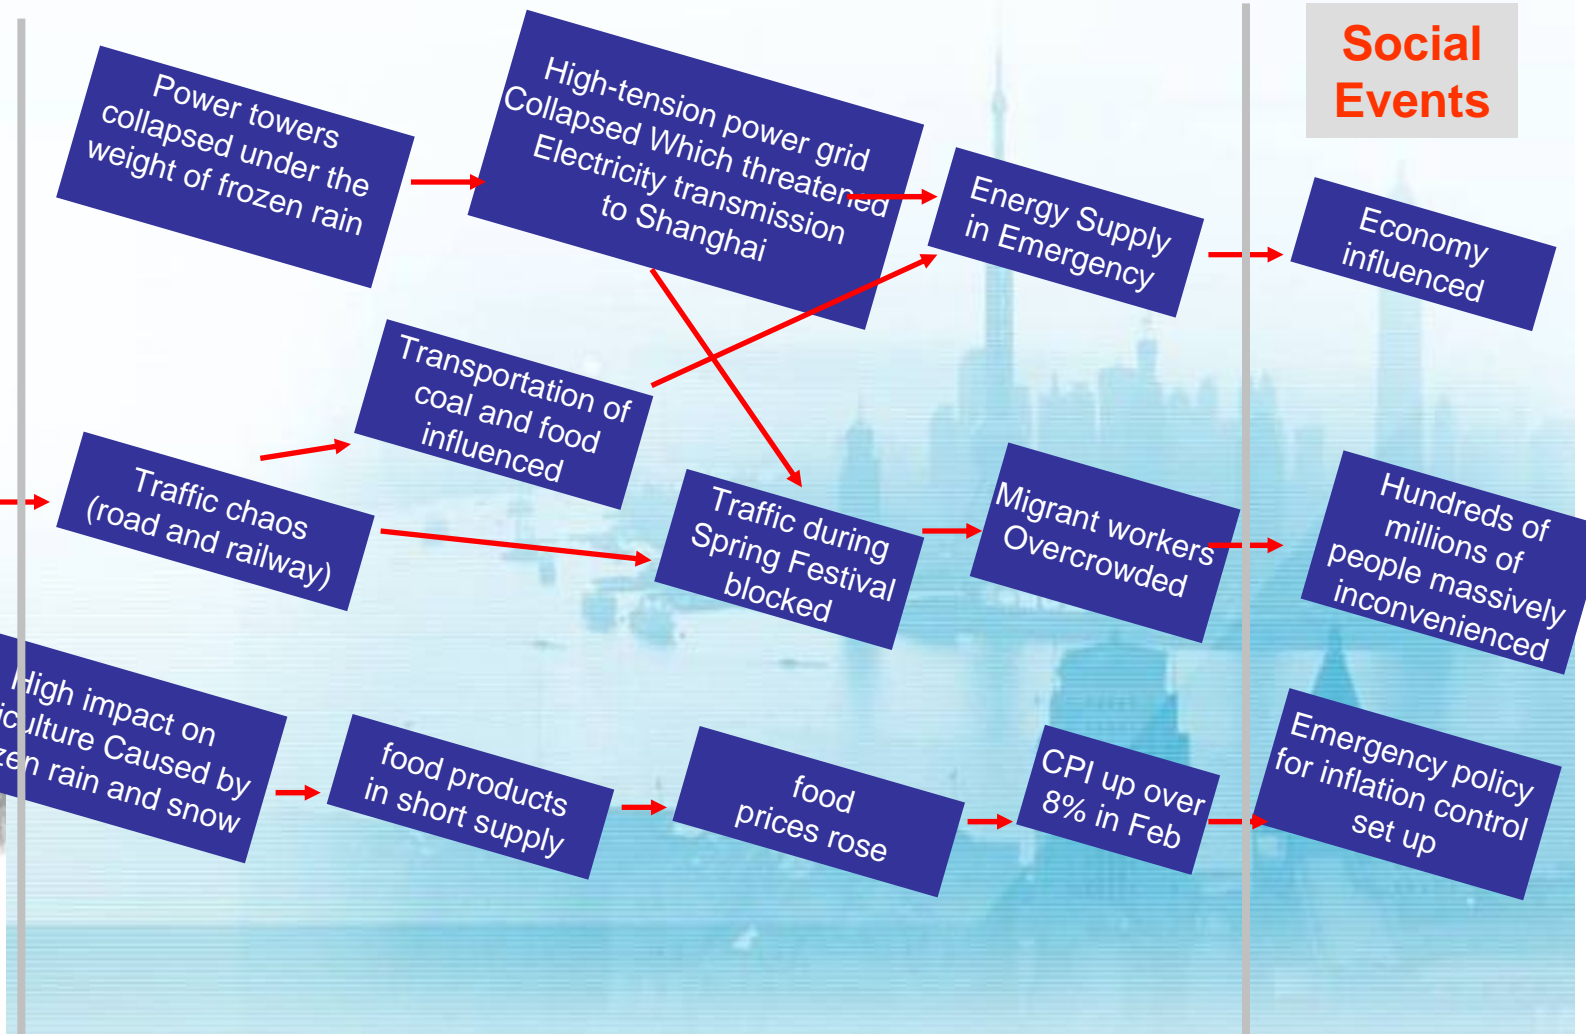 Social
Events
Power towers
collapsed under the
weight of frozen rain
High-tension power grid
Collapsed Which threatened
Electricity transmission
to Shanghai
Energy Supply
in Emergency
Economy
influenced
Transportation of
coal and food
influenced
Traffic chaos
(road and railway)
Traffic during
Spring Festival
blocked
Migrant workers
Overcrowded
Hundreds of
millions of
people massively
inconvenienced
High impact on
Caused by
rain and snow
food products
in short supply
food
prices rose
CPI up over
8% in Feb
Emergency policy
for inflation control
set up